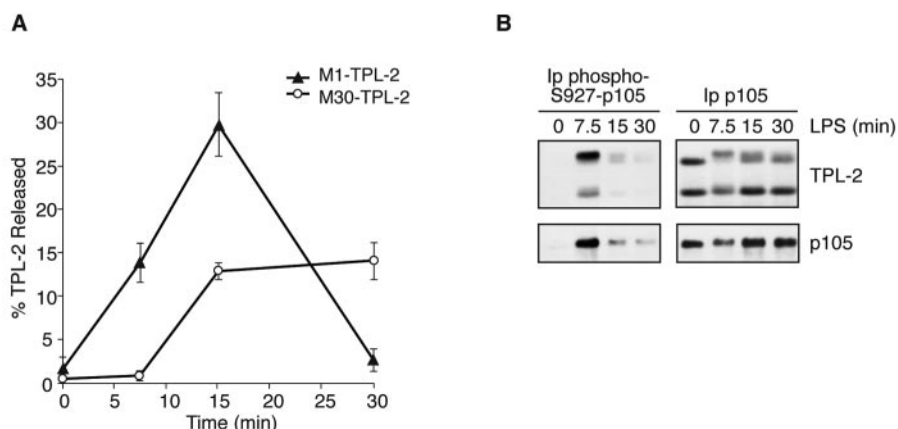 A
35
30
25
20
15
10
5
0
% TPL-2 Released
M1-TPL-2
M30-TPL-2
0 5 10 15 20 25 30
Time (min)
B
Ip phospho-
S927-p105
Ip p105
0 7.5 15 30
0 7.5 15 30
LPS (min)
TPL-2
p105